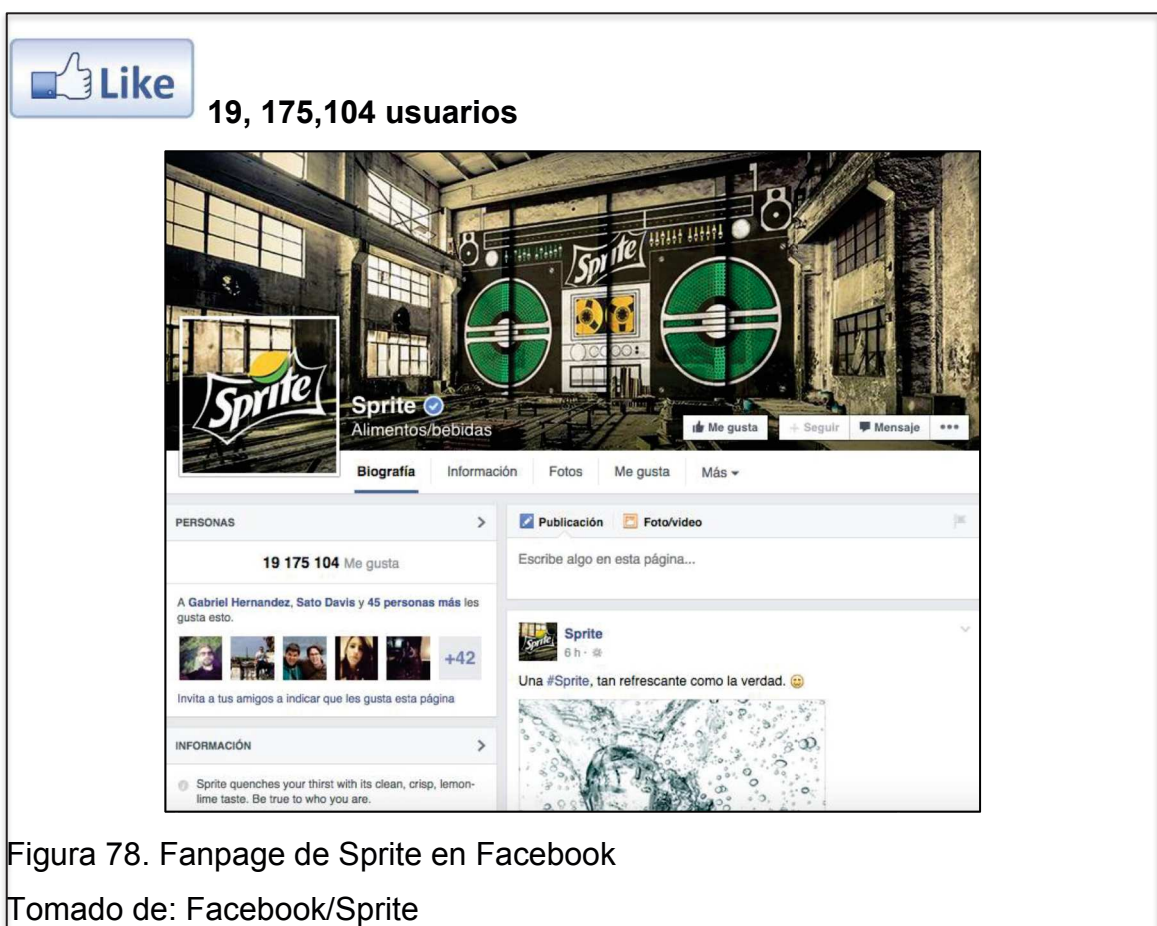 Like
19, 175,104 usuarios
Sprite
Sprite
Sprite
Alimentos/bebidas
Me gusta
+ Seguir
Mensaje
Biografía
Información
Fotos
Me gusta
Más
PERSONAS
19 175 104 Me gusta
A Gabriel Hernandez, Sato Davis y 45 personas más les
gusta esto.
+42
Invita a tus amigos a indicar que les gusta esta página
INFORMACIÓN
Sprite quenches your thirst with its clean, crisp, lemon-
lime taste. Be true to who you are.
Publicación
Foto/video
Escribe algo en esta página...
Sprite
Sprite
6 h ·
Una #Sprite, tan refrescante como la verdad.
Figura 78. Fanpage de Sprite en Facebook
Tomado de: Facebook/Sprite